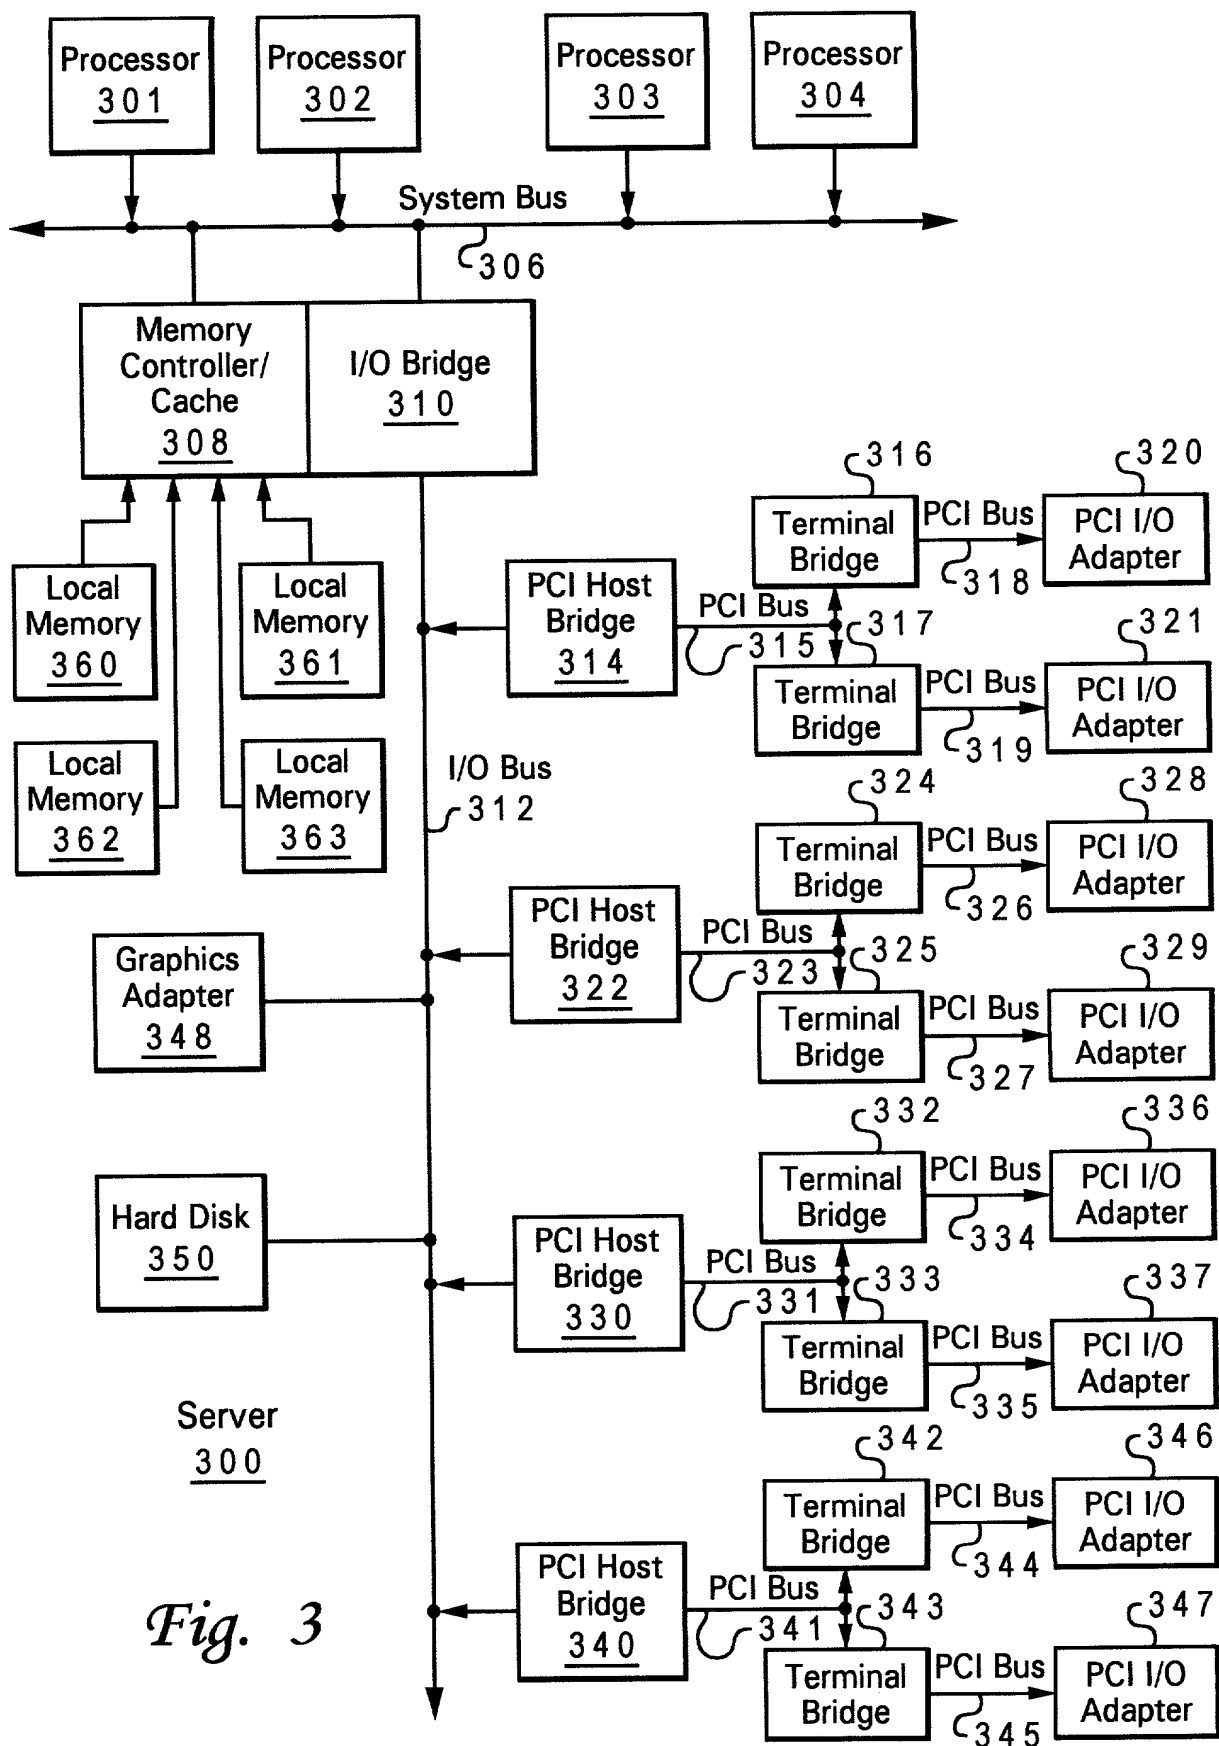 Processor
301
Processor
302
Processor
303
Processor
304
System Bus
306
Memory
Controller/
Cache
308
I/O Bridge
310
Local
Memory
360
Local
Memory
361
Local
Memory
362
Local
Memory
363
I/O Bus
312
Graphics
Adapter
348
Hard Disk
350
Server
300
PCI Host
Bridge
314
PCI Bus
315
316
Terminal
Bridge
PCI Bus
318
320
PCI I/O
Adapter
317
Terminal
Bridge
PCI Bus
319
321
PCI I/O
Adapter
PCI Host
Bridge
322
PCI Bus
323
324
Terminal
Bridge
PCI Bus
326
328
PCI I/O
Adapter
325
Terminal
Bridge
PCI Bus
327
329
PCI I/O
Adapter
PCI Host
Bridge
330
PCI Bus
331
332
Terminal
Bridge
PCI Bus
334
336
PCI I/O
Adapter
333
Terminal
Bridge
PCI Bus
335
337
PCI I/O
Adapter
PCI Host
Bridge
340
PCI Bus
341
342
Terminal
Bridge
PCI Bus
344
346
PCI I/O
Adapter
343
Terminal
Bridge
PCI Bus
345
347
PCI I/O
Adapter
Fig. 3